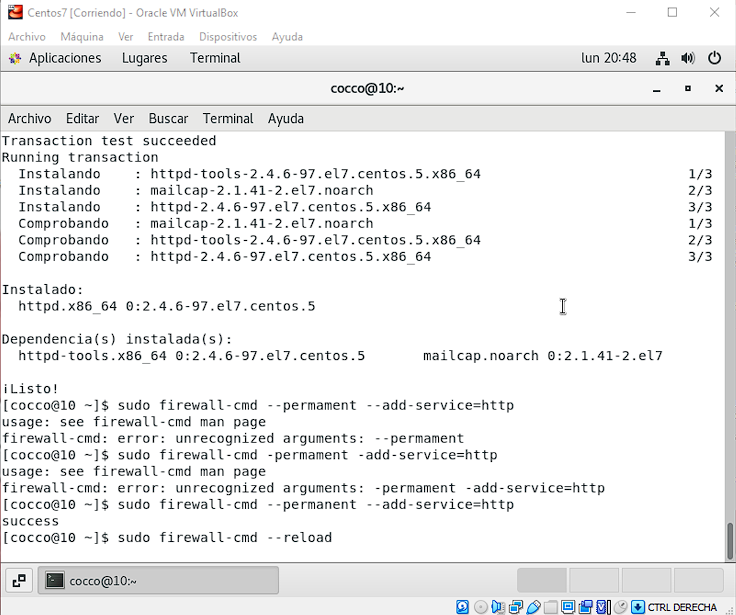 Centos7 [Corriendo] - Oracle VM VirtualBox
Archivo Máquina Ver Entrada Dispositivos Ayuda
Aplicaciones Lugares Terminal lun 20:48
cocco@10:~
Archivo Editar Ver Buscar Terminal Ayuda
Transaction test succeeded
Running transaction
Instalando : httpd-tools-2.4.6-97.el7.centos.5.x86_64 1/3
Instalando : mailcap-2.1.41-2.el7.noarch 2/3
Instalando : httpd-2.4.6-97.el7.centos.5.x86_64 3/3
Comprobando : mailcap-2.1.41-2.el7.noarch 1/3
Comprobando : httpd-tools-2.4.6-97.el7.centos.5.x86_64 2/3
Comprobando : httpd-2.4.6-97.el7.centos.5.x86_64 3/3
Instalado:
httpd.x86_64 0:2.4.6-97.el7.centos.5
Dependencia(s) instalada(s):
httpd-tools.x86_64 0:2.4.6-97.el7.centos.5 mailcap.noarch 0:2.1.41-2.el7
¡Listo!
[cocco@10 ~]$ sudo firewall-cmd --permament --add-service=http
usage: see firewall-cmd man page
firewall-cmd: error: unrecognized arguments: --permament
[cocco@10 ~]$ sudo firewall-cmd -permament -add-service=http
usage: see firewall-cmd man page
firewall-cmd: error: unrecognized arguments: -permament -add-service=http
[cocco@10 ~]$ sudo firewall-cmd --permanent --add-service=http
success
[cocco@10 ~]$ sudo firewall-cmd --reload
cocco@10:~
CTRL DERECHA